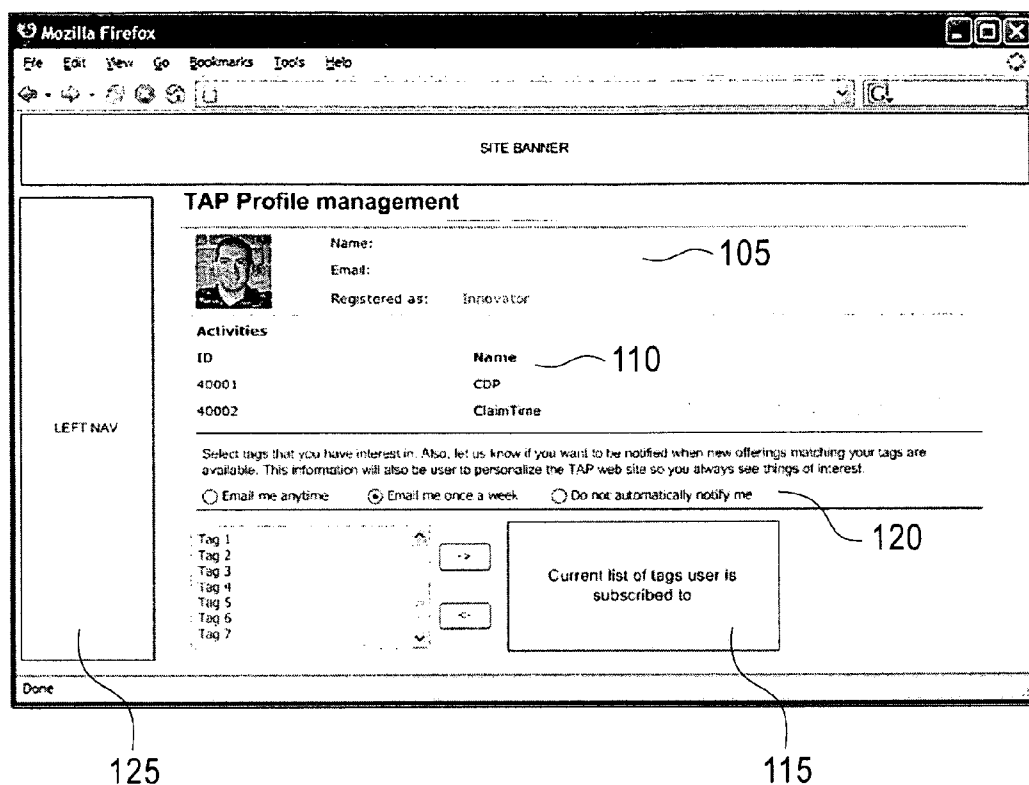 Mozilla Firefox
File Edit View Go Bookmarks Tools Help
SITE BANNER
TAP Profile management
Name:
105
Email:
Registered as: Innovator
Activities
ID Name
110
40001 CDP
40002 ClaimTime
LEFT NAV
Select tags that you have interest in. Also, let us know if you want to be notified when new offerings matching your tags are
available. This information will also be user to personalize the TAP web site so you always see things of interest.
Email me anytime Email me once a week Do not automatically notify me
120
Tag 1
Tag 2
Tag 3
Tag 4
Tag 5
Tag 6
Tag 7
->
<-
Current list of tags user is
subscribed to
Done
125
115